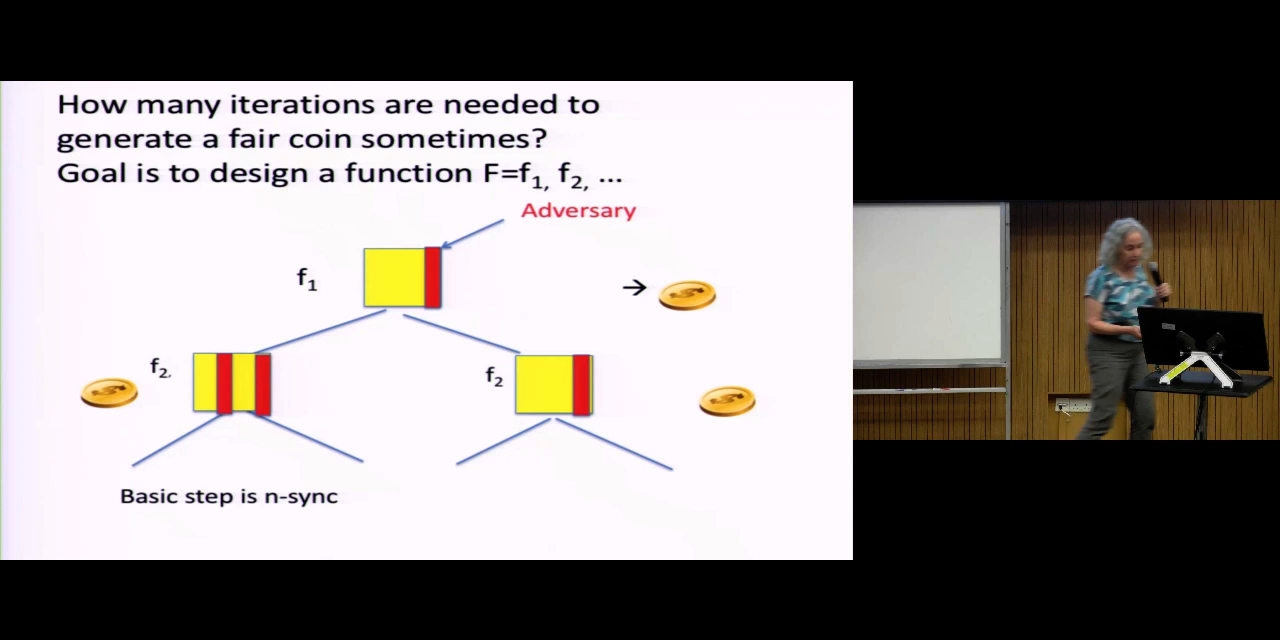 How many iterations are needed to
generate a fair coin sometimes?
Goal is to design a function F=f1, f2, ...
Adversary
f1
→
f2,
f2
Basic step is n-sync